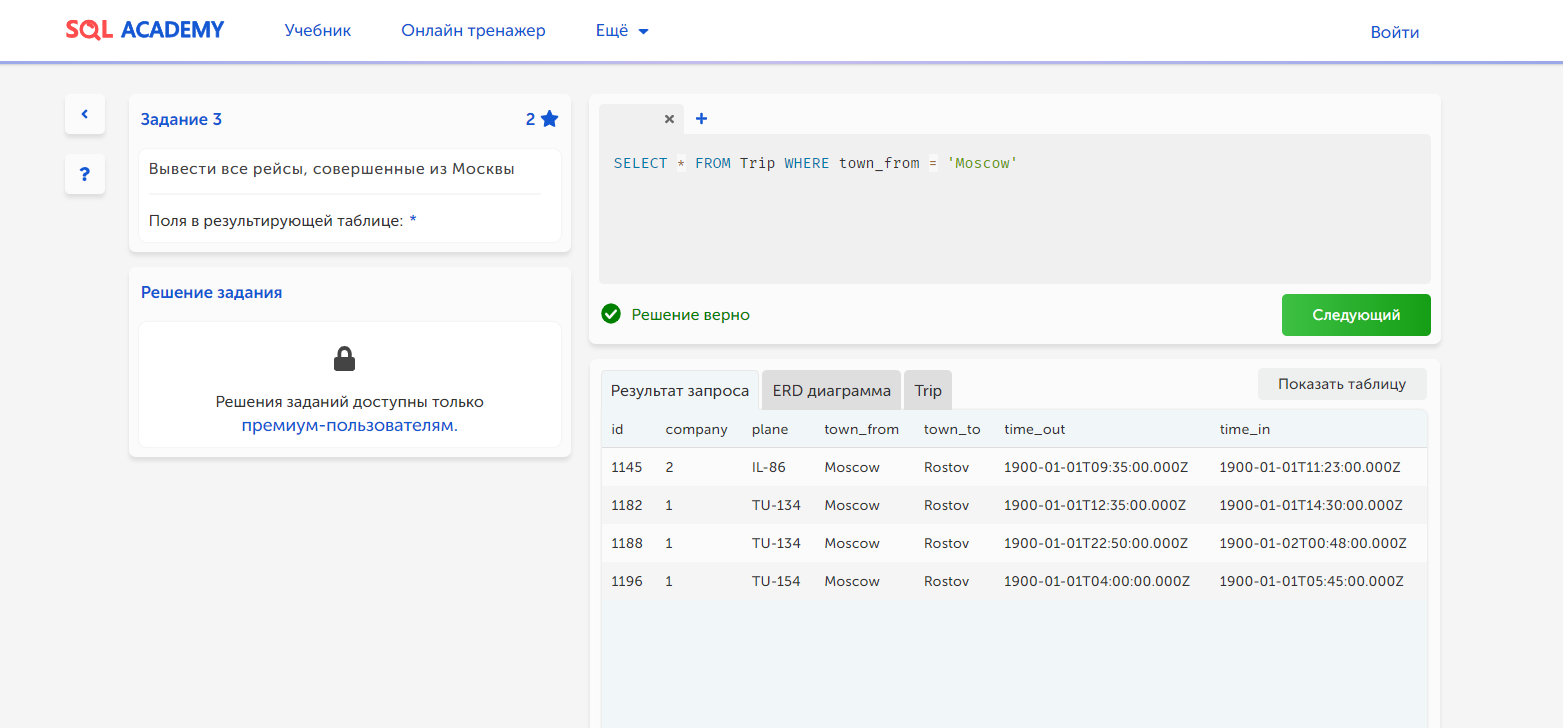 SQL ACADEMY
Учебник
Онлайн тренажер
Ещё
Войти
?
Задание 3
2
Вывести все рейсы, совершенные из Москвы
Поля в результирующей таблице: *
Решение задания
Решения заданий доступны только
премиум-пользователям.
SELECT * FROM Trip WHERE town_from = 'Moscow'
Решение верно
Следующий
Результат запроса
ERD диаграмма
Trip
Показать таблицу
id company plane town_from town_to time_out time_in
1145 2 IL-86 Moscow Rostov 1900-01-01T09:35:00.000Z 1900-01-01T11:23:00.000Z
1182 1 TU-134 Moscow Rostov 1900-01-01T12:35:00.000Z 1900-01-01T14:30:00.000Z
1188 1 TU-134 Moscow Rostov 1900-01-01T22:50:00.000Z 1900-01-02T00:48:00.000Z
1196 1 TU-154 Moscow Rostov 1900-01-01T04:00:00.000Z 1900-01-01T05:45:00.000Z